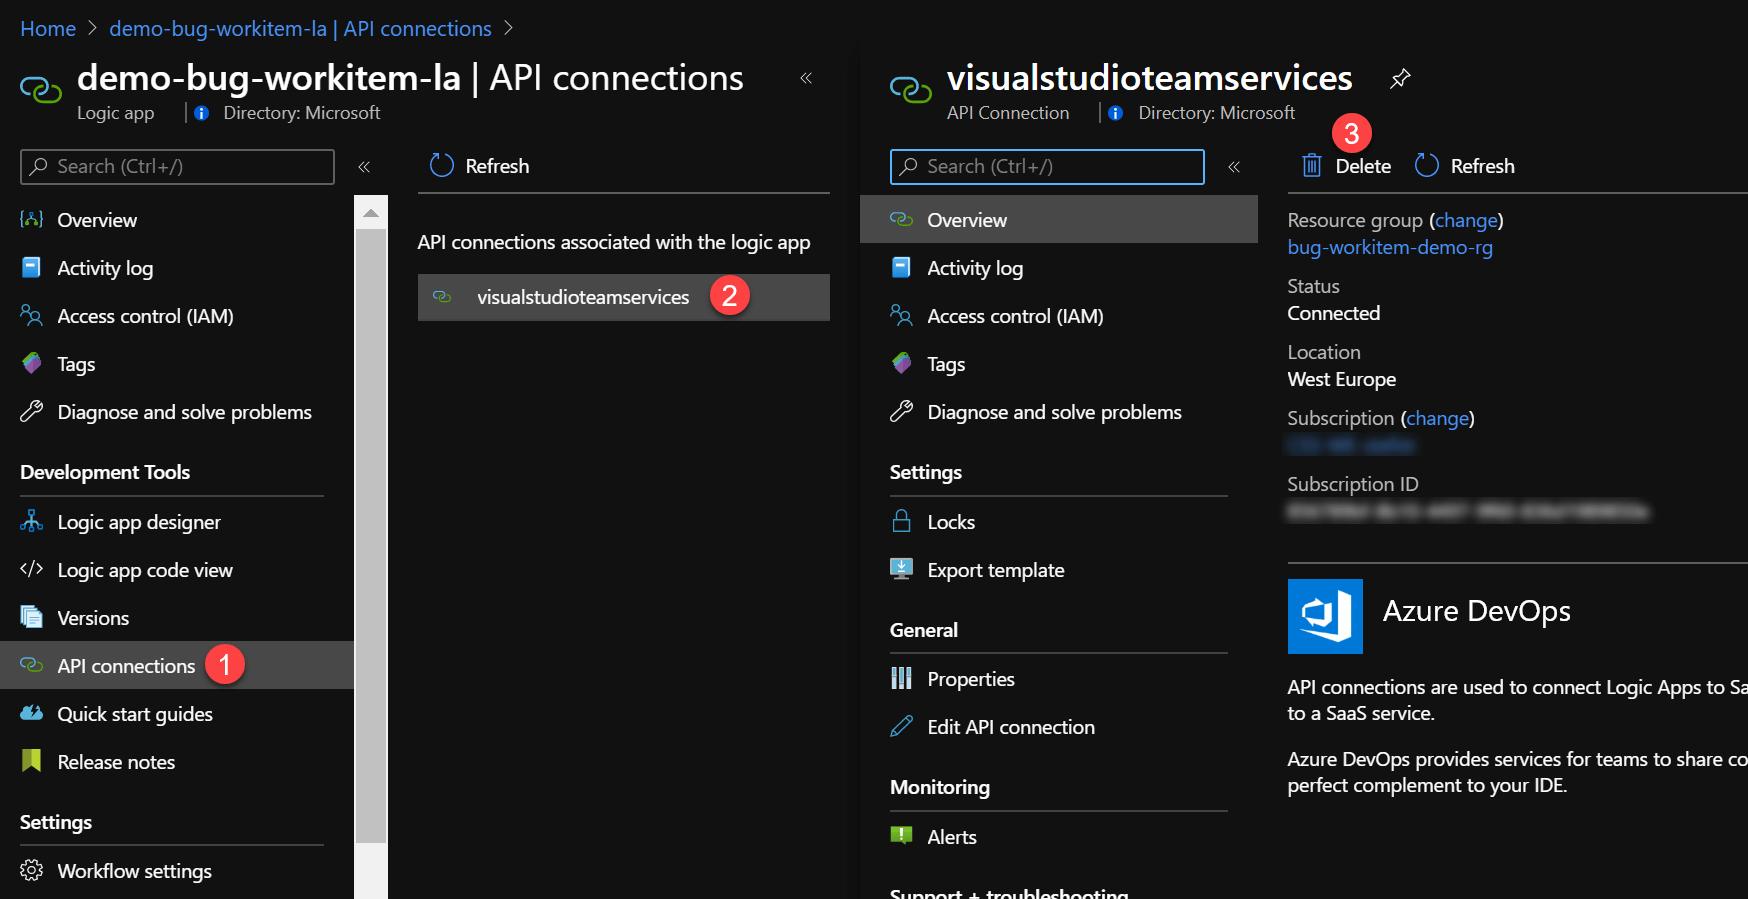 Home > demo-bug-workitem-la | API connections >
demo-bug-workitem-la | API connections
Logic app
Directory: Microsoft
Search (Ctrl+/)
Overview
Activity log
Access control (IAM)
Tags
Diagnose and solve problems
Development Tools
Logic app designer
Logic app code view
Versions
API connections 1
Quick start guides
Release notes
Settings
Workflow settings
Refresh
API connections associated with the logic app
visualstudioteamservices 2
visualstudioteamservices
API Connection
Directory: Microsoft
Search (Ctrl+/)
Overview
Activity log
Access control (IAM)
Tags
Diagnose and solve problems
Settings
Locks
Export template
General
Properties
Edit API connection
Monitoring
Alerts
Support + troubleshooting
3
Delete Refresh
Resource group (change)
bug-workitem-demo-rg
Status
Connected
Location
West Europe
Subscription (change)
Subscription ID
Azure DevOps
API connections are used to connect Logic Apps to Sa
to a SaaS service.
Azure DevOps provides services for teams to share co
perfect complement to your IDE.